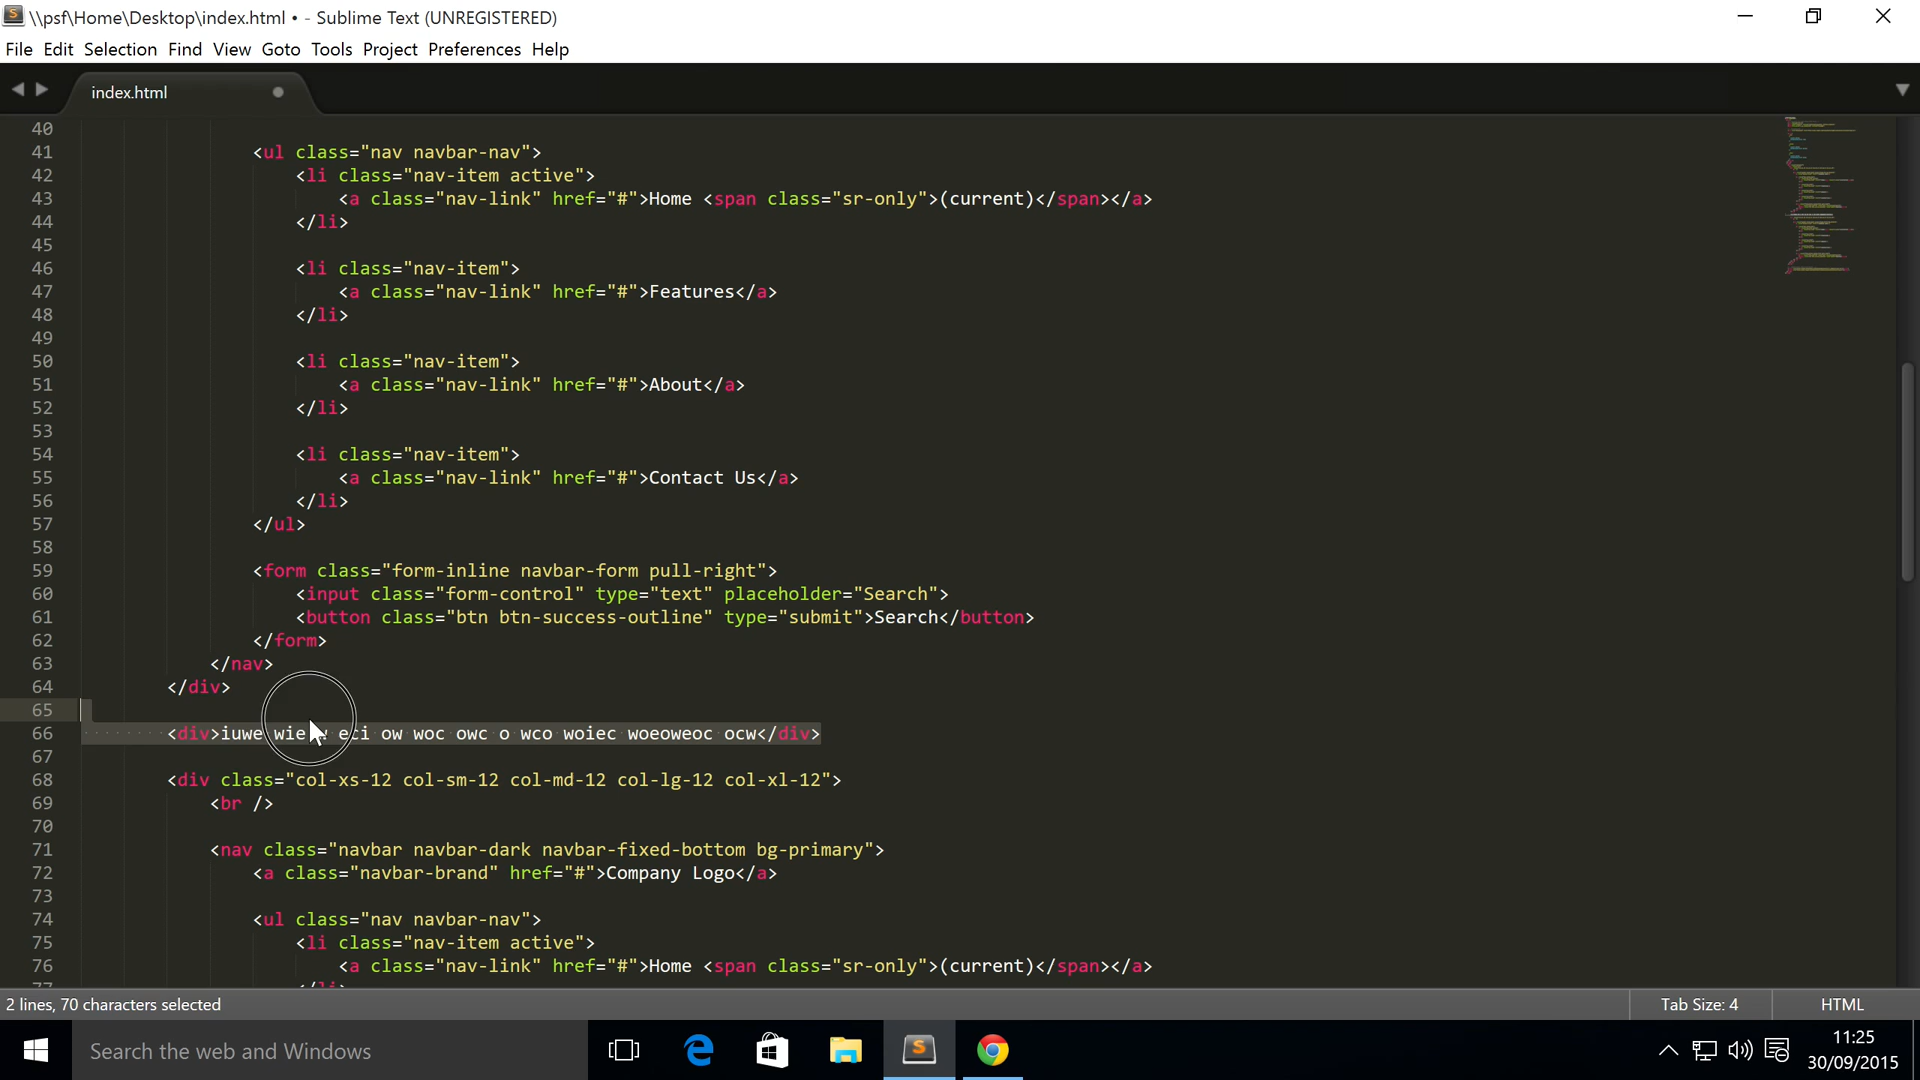 \\psf\Home\Desktop\index.html • - Sublime Text (UNREGISTERED)
File Edit Selection Find View Goto Tools Project Preferences Help
index.html
40
41 <ul class="nav navbar-nav">
42 <li class="nav-item active">
43 <a class="nav-link" href="#">Home <span class="sr-only">(current)</span></a>
44 </li>
45
46 <li class="nav-item">
47 <a class="nav-link" href="#">Features</a>
48 </li>
49
50 <li class="nav-item">
51 <a class="nav-link" href="#">About</a>
52 </li>
53
54 <li class="nav-item">
55 <a class="nav-link" href="#">Contact Us</a>
56 </li>
57 </ul>
58
59 <form class="form-inline navbar-form pull-right">
60 <input class="form-control" type="text" placeholder="Search">
61 <button class="btn btn-success-outline" type="submit">Search</button>
62 </form>
63 </nav>
64 </div>
65
66 <div>iuwe eci ow woc owc o wco woiec woeoweoc ocw</div>
67
68 <div class="col-xs-12 col-sm-12 col-md-12 col-lg-12 col-xl-12">
69 <br />
70
71 <nav class="navbar navbar-dark navbar-fixed-bottom bg-primary">
72 <a class="navbar-brand" href="#">Company Logo</a>
73
74 <ul class="nav navbar-nav">
75 <li class="nav-item active">
76 <a class="nav-link" href="#">Home <span class="sr-only">(current)</span></a>
2 lines, 70 characters selected
Tab Size: 4
HTML
Search the web and Windows
11:25
30/09/2015